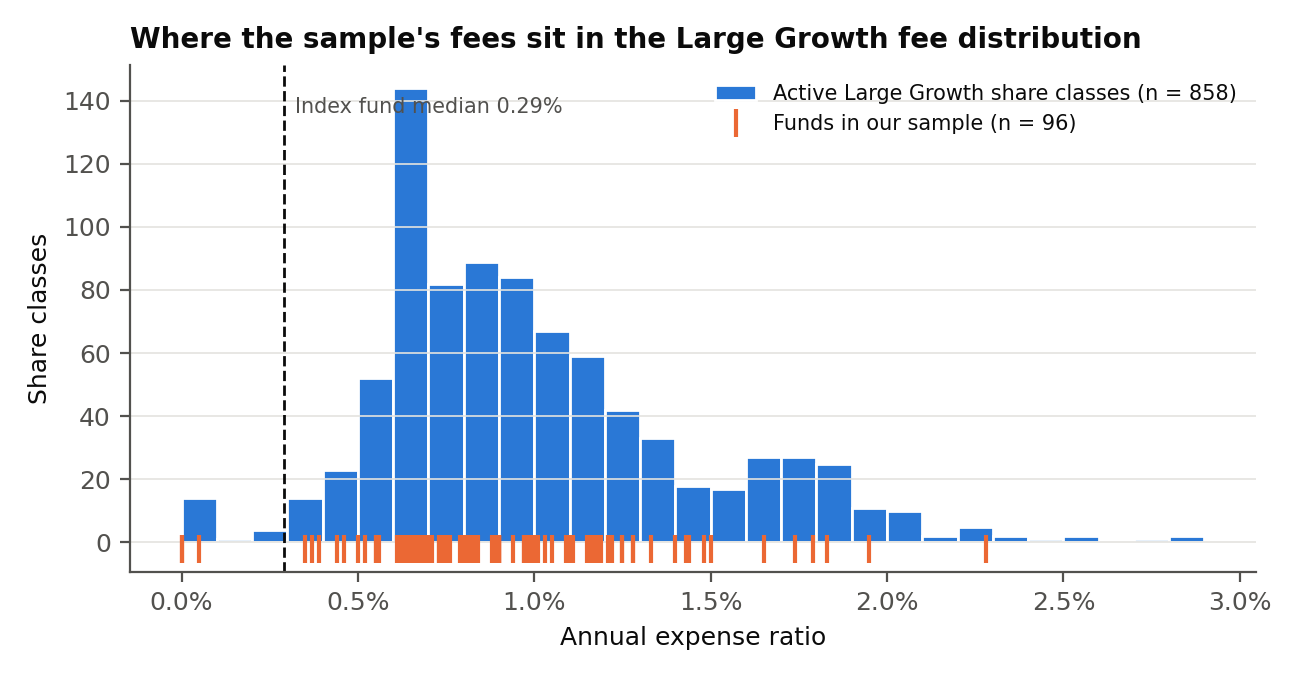 Where the sample's fees sit in the Large Growth fee distribution
Index fund median 0.29%
Active Large Growth share classes (n = 858)
Funds in our sample (n = 96)
Share classes
140
120
100
80
60
40
20
0
0.0% 0.5% 1.0% 1.5% 2.0% 2.5% 3.0%
Annual expense ratio